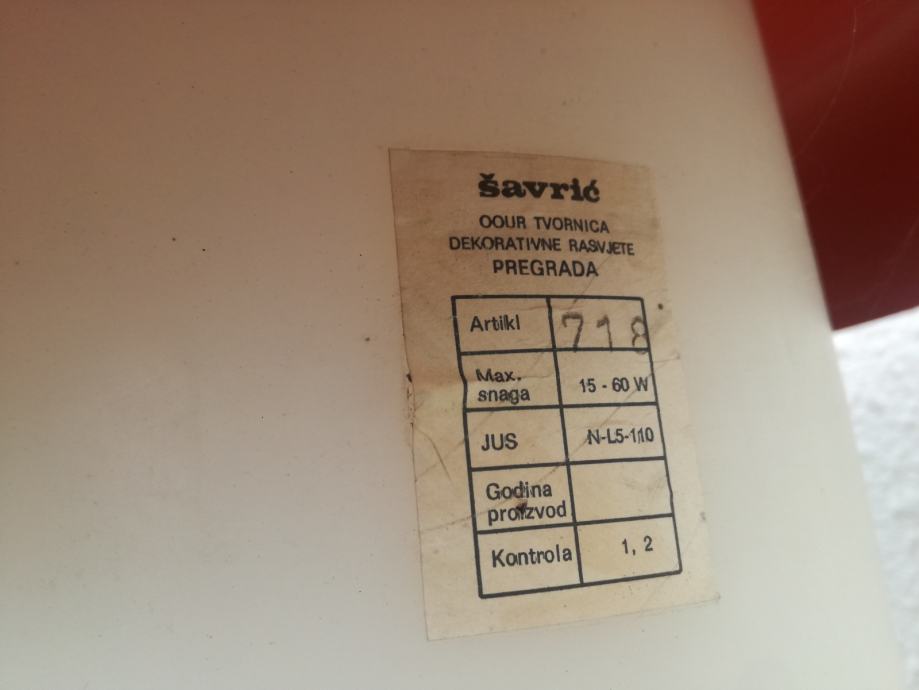 šavrić
OOUR TVORNICA
DEKORATIVNE RASVJETE
PREGRADA
Artikl 718
Max. snaga 15 - 60 W
JUS N-L5-110
Godina proizvod
Kontrola 1, 2